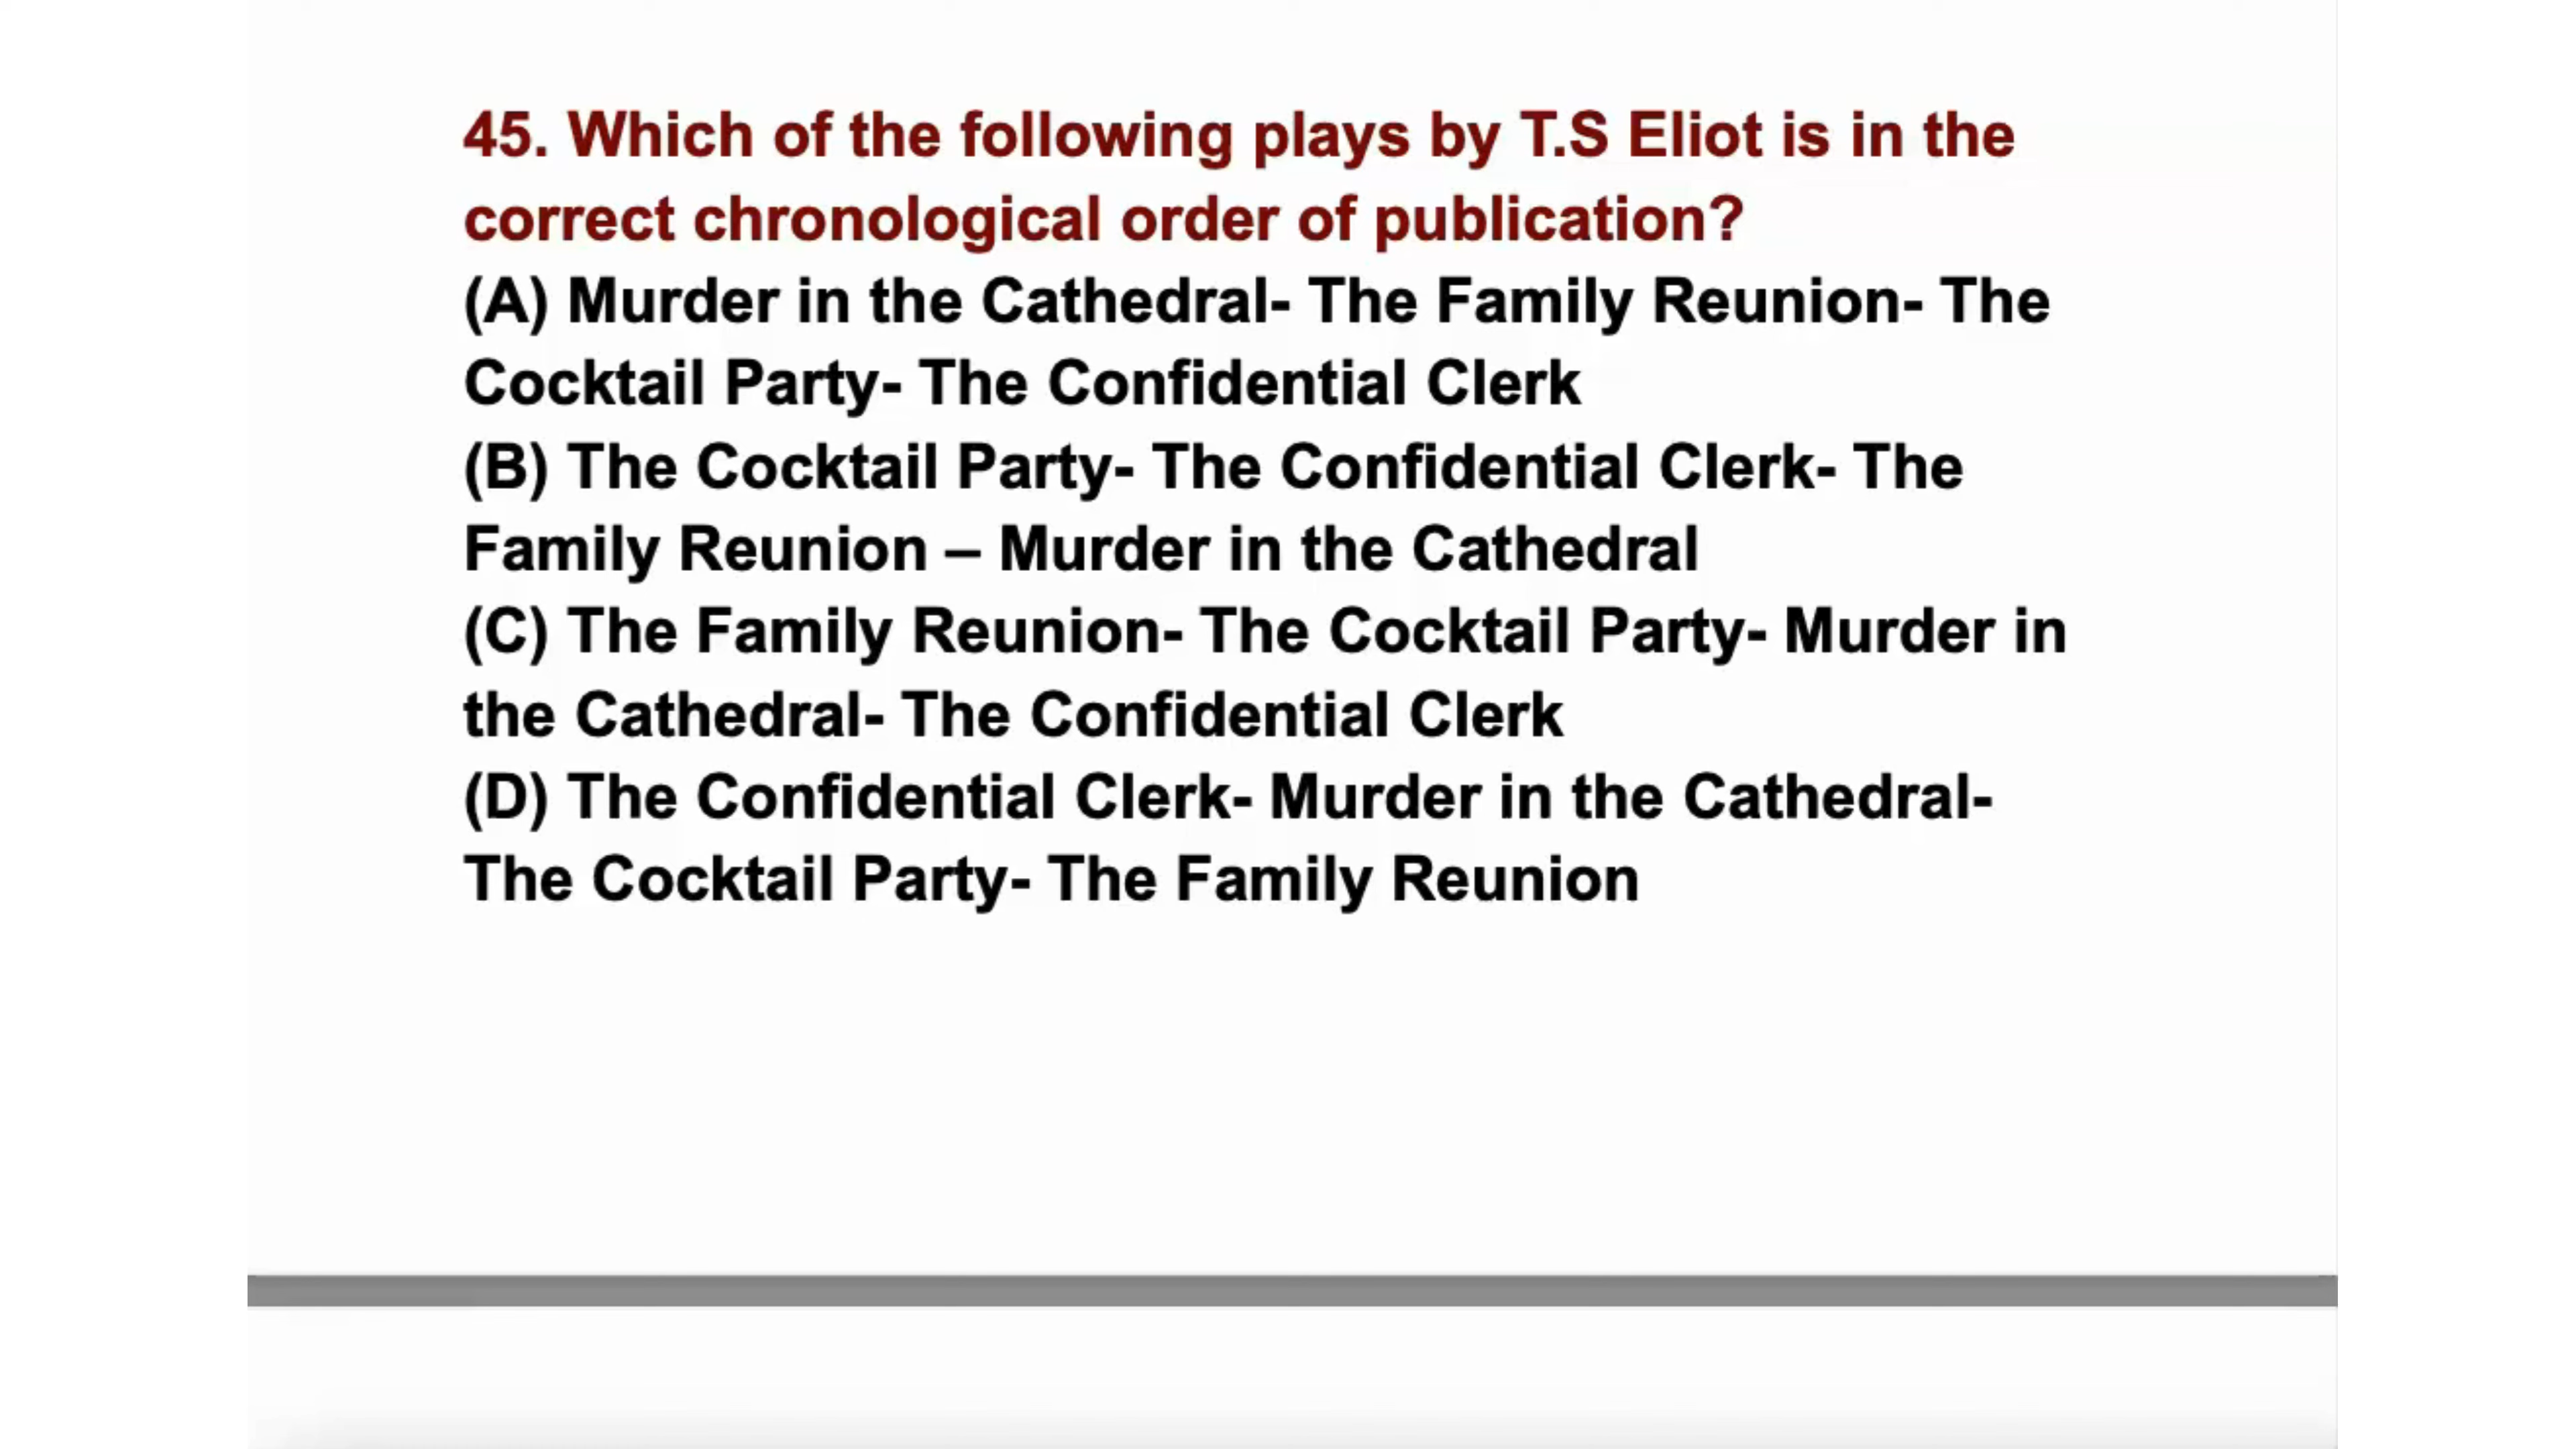 45. Which of the following plays by T.S Eliot is in the
correct chronological order of publication?
(A) Murder in the Cathedral- The Family Reunion- The
Cocktail Party- The Confidential Clerk
(B) The Cocktail Party- The Confidential Clerk- The
Family Reunion – Murder in the Cathedral
(C) The Family Reunion- The Cocktail Party- Murder in
the Cathedral- The Confidential Clerk
(D) The Confidential Clerk- Murder in the Cathedral-
The Cocktail Party- The Family Reunion